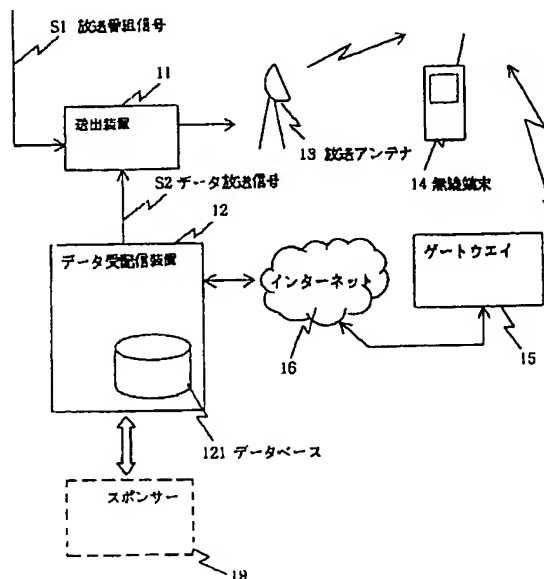 S1 放送番組信号
11
送出装置
13 放送アンテナ
14 無線端末
S2 データ放送信号
12
データ受配信装置
インターネット
16
ゲートウエイ
15
121 データベース
スポンサー
19